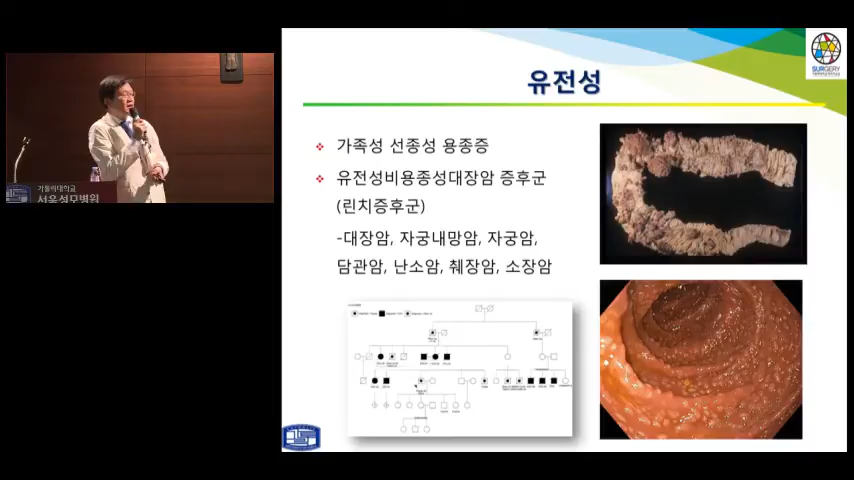 유전성
SURGERY
가족성 선종성 용종증
유전성비용종성대장암 증후군
(린치증후군)
-대장암, 자궁내망암, 자궁암,
담관암, 난소암, 췌장암, 소장암
가톨릭대학교
서울성모병원